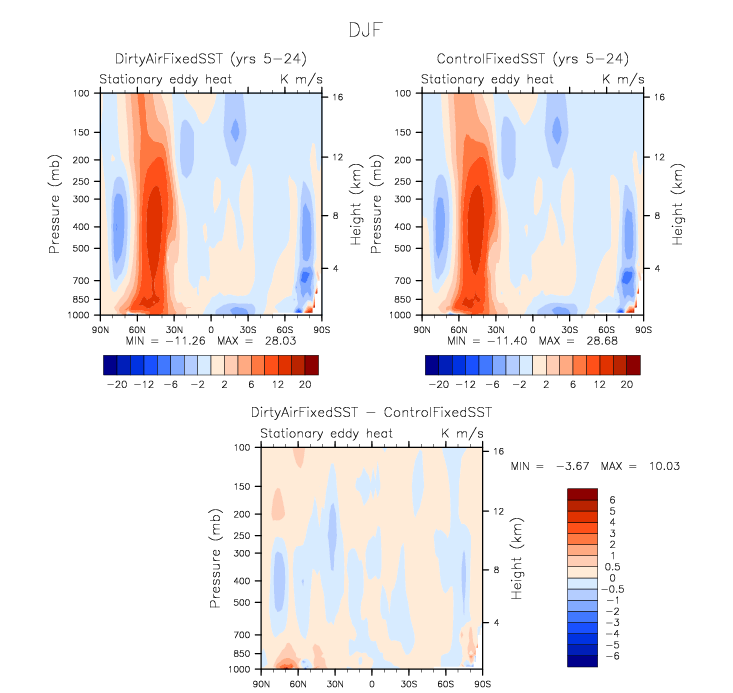 DJF
DirtyAirFixedSST (yrs 5−24)
Stationary eddy heat K m/s
100
150
200
250
300
400
500
700
850
1000
Pressure (mb)
16
12
8
4
Height (km)
90N 60N 30N 0 30S 60S 90S
MIN = −11.26 MAX = 28.03
−20 −12 −6 −2 2 6 12 20
ControlFixedSST (yrs 5−24)
Stationary eddy heat K m/s
100
150
200
250
300
400
500
700
850
1000
Pressure (mb)
16
12
8
4
Height (km)
90N 60N 30N 0 30S 60S 90S
MIN = −11.40 MAX = 28.68
−20 −12 −6 −2 2 6 12 20
DirtyAirFixedSST − ControlFixedSST
Stationary eddy heat K m/s
100
150
200
250
300
400
500
700
850
1000
Pressure (mb)
16
12
8
4
Height (km)
90N 60N 30N 0 30S 60S 90S
MIN = −3.67 MAX = 10.03
6
5
4
3
2
1
0.5
0
−0.5
−1
−2
−3
−4
−5
−6